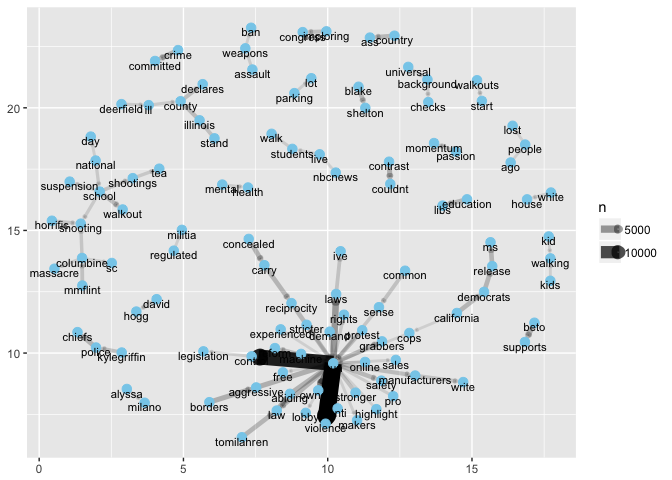 ban
congress inspiring
weapons
ass country
crime
committed
assault
universal
lot
declares
blake
background
walkouts
parking
deerfield ill county
shelton
checks
start
20
illinois
lost
day
walk
stand
people
students live
momentum
passion
national
contrast
ago
tea
nbcnews
suspension
shootings
mental health
couldnt
school
education
white
libs
house
walkout
horrific
shooting
n
5000
10000
15
militia
concealed
kid
regulated
ive
ms
columbine sc
carry
walking
massacre
common
release
mmflint
kids
david
laws
democrats
reciprocity
sense
hogg
rights
california
beto
stricter
experienced
demand
protest
cops
chiefs
grabbers
supports
10
police
kylegriffin
legislation
machine
online
sales
free
safety
manufacturers
write
alyssa
aggressive
abiding
own
stronger
pro
milano
borders
law
lobby
highlight
makers
violence
tomilahren
0
5
10
15